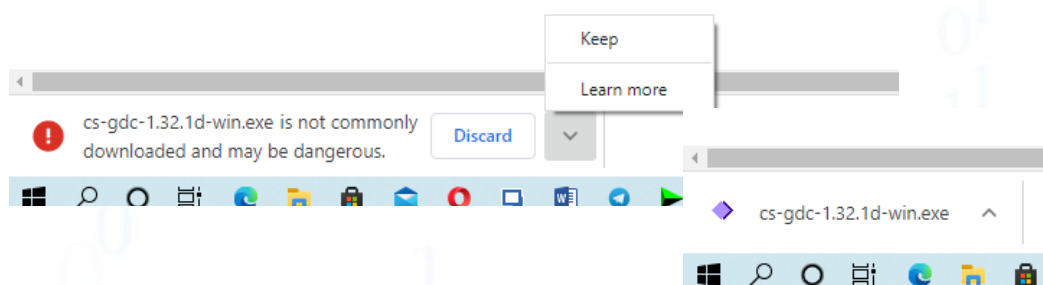 Keep
Learn more
cs-gdc-1.32.1d-win.exe is not commonly
downloaded and may be dangerous.
Discard
cs-gdc-1.32.1d-win.exe